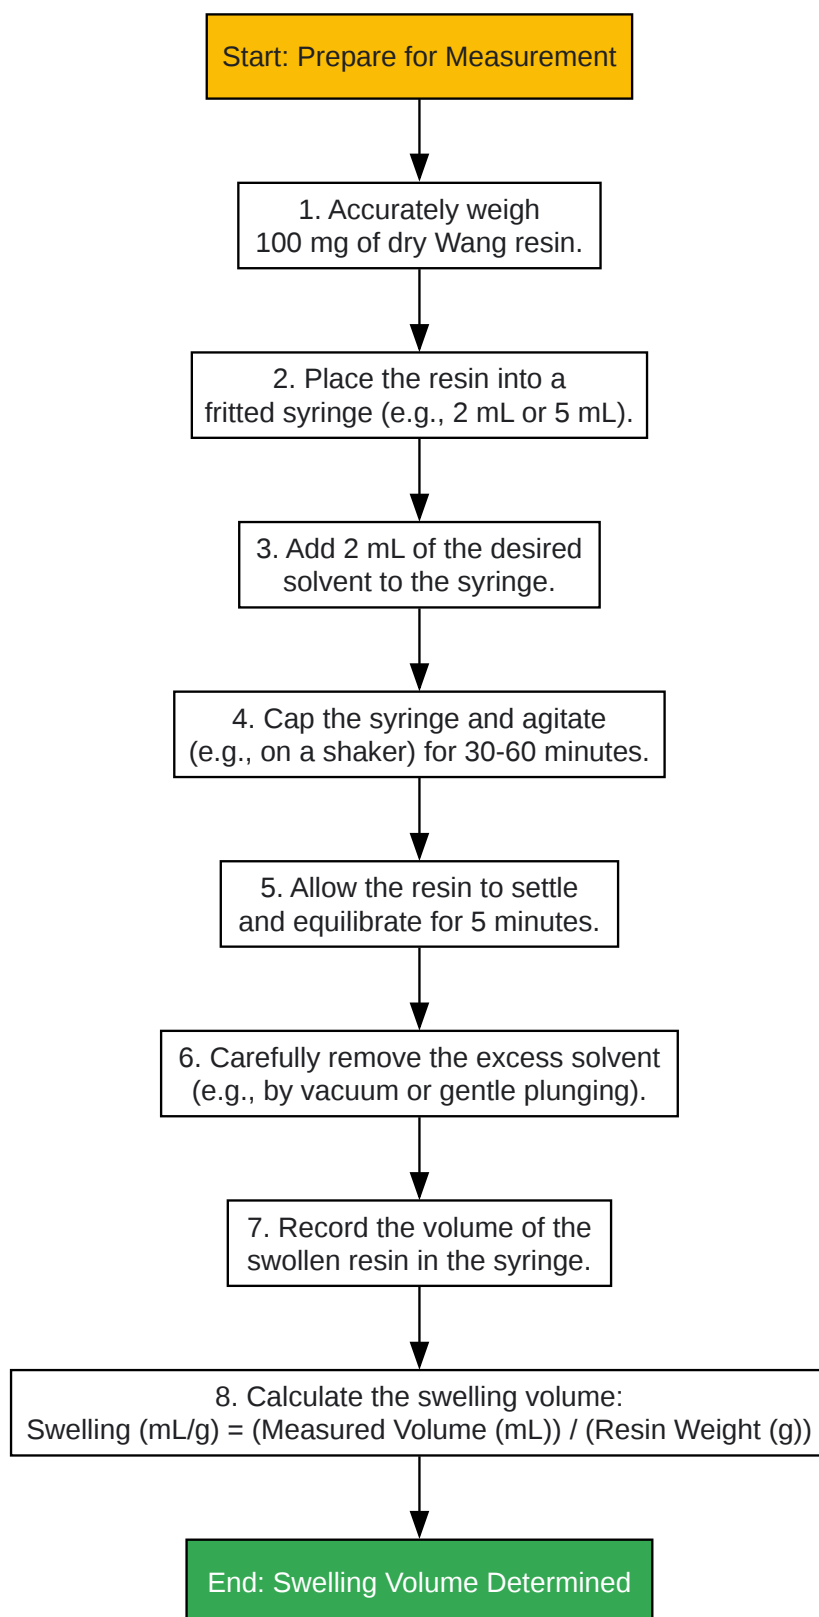 Start: Prepare for Measurement
1. Accurately weigh
100 mg of dry Wang resin.
2. Place the resin into a
fritted syringe (e.g., 2 mL or 5 mL).
3. Add 2 mL of the desired
solvent to the syringe.
4. Cap the syringe and agitate
(e.g., on a shaker) for 30-60 minutes.
5. Allow the resin to settle
and equilibrate for 5 minutes.
6. Carefully remove the excess solvent
(e.g., by vacuum or gentle plunging).
7. Record the volume of the
swollen resin in the syringe.
8. Calculate the swelling volume:
Swelling (mL/g) = (Measured Volume (mL)) / (Resin Weight (g))
End: Swelling Volume Determined